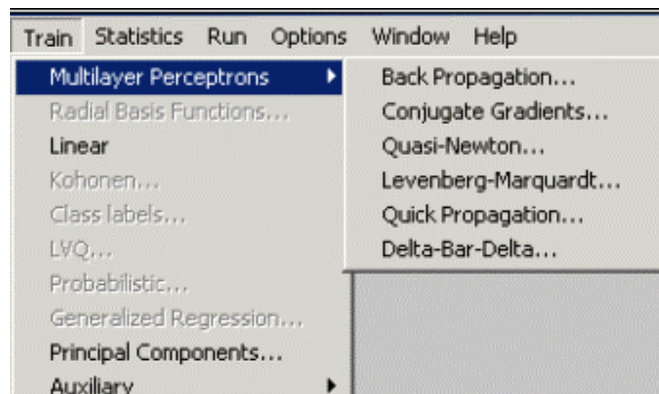 Train Statistics Run Options Window Help
Multilayer Perceptrons
Radial Basis Functions...
Linear
Kohonen...
Class labels...
LVQ...
Probabilistic...
Generalized Regression...
Principal Components...
Auxiliary
Back Propagation...
Conjugate Gradients...
Quasi-Newton...
Levenberg-Marquardt...
Quick Propagation...
Delta-Bar-Delta...